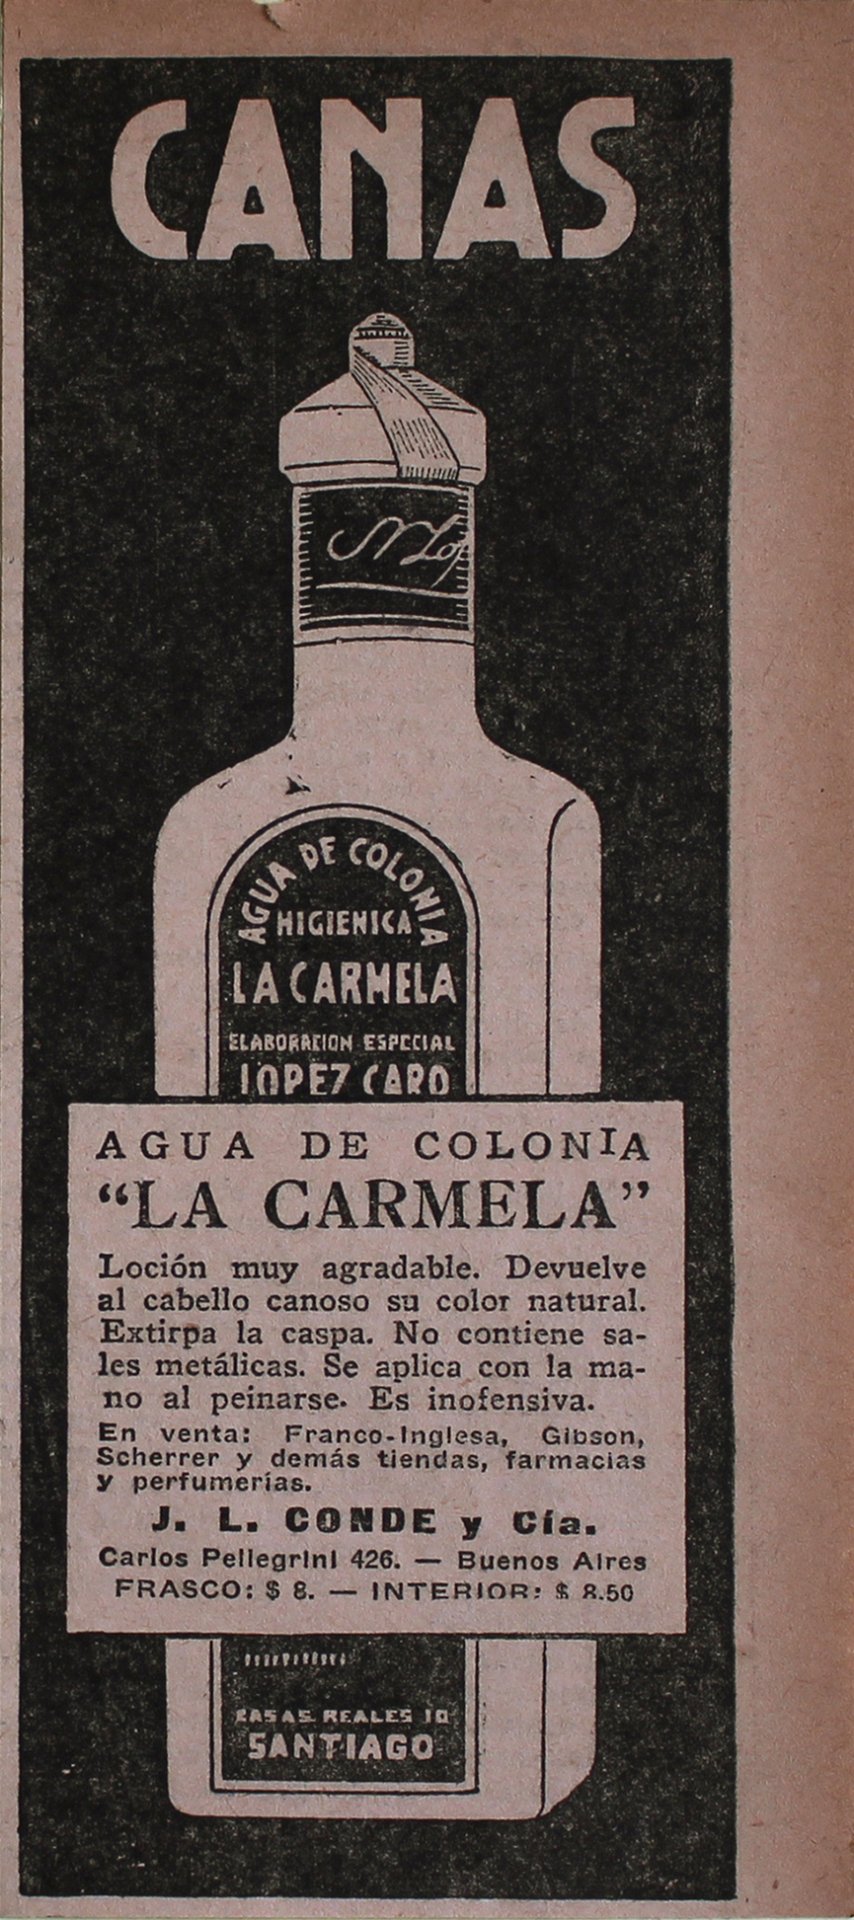 CANAS
N Lop
AGUA DE COLONIA
HIGIENICA
LA CARMELA
ELABORACION ESPECIAL
LOPEZ CARO
AGUA DE COLONIA
“LA CARMELA”
Loción muy agradable. Devuelve
al cabello canoso su color natural.
Extirpa la caspa. No contiene sa-
les metálicas. Se aplica con la ma-
no al peinarse. Es inofensiva.
En venta: Franco-Inglesa, Gibson,
Scherrer y demás tiendas, farmacias
y perfumerías.
J. L. CONDE y Cía.
Carlos Pellegrini 426. — Buenos Aires
FRASCO: $ 8. — INTERIOR: $ 8.50
CASAS REALES 10
SANTIAGO